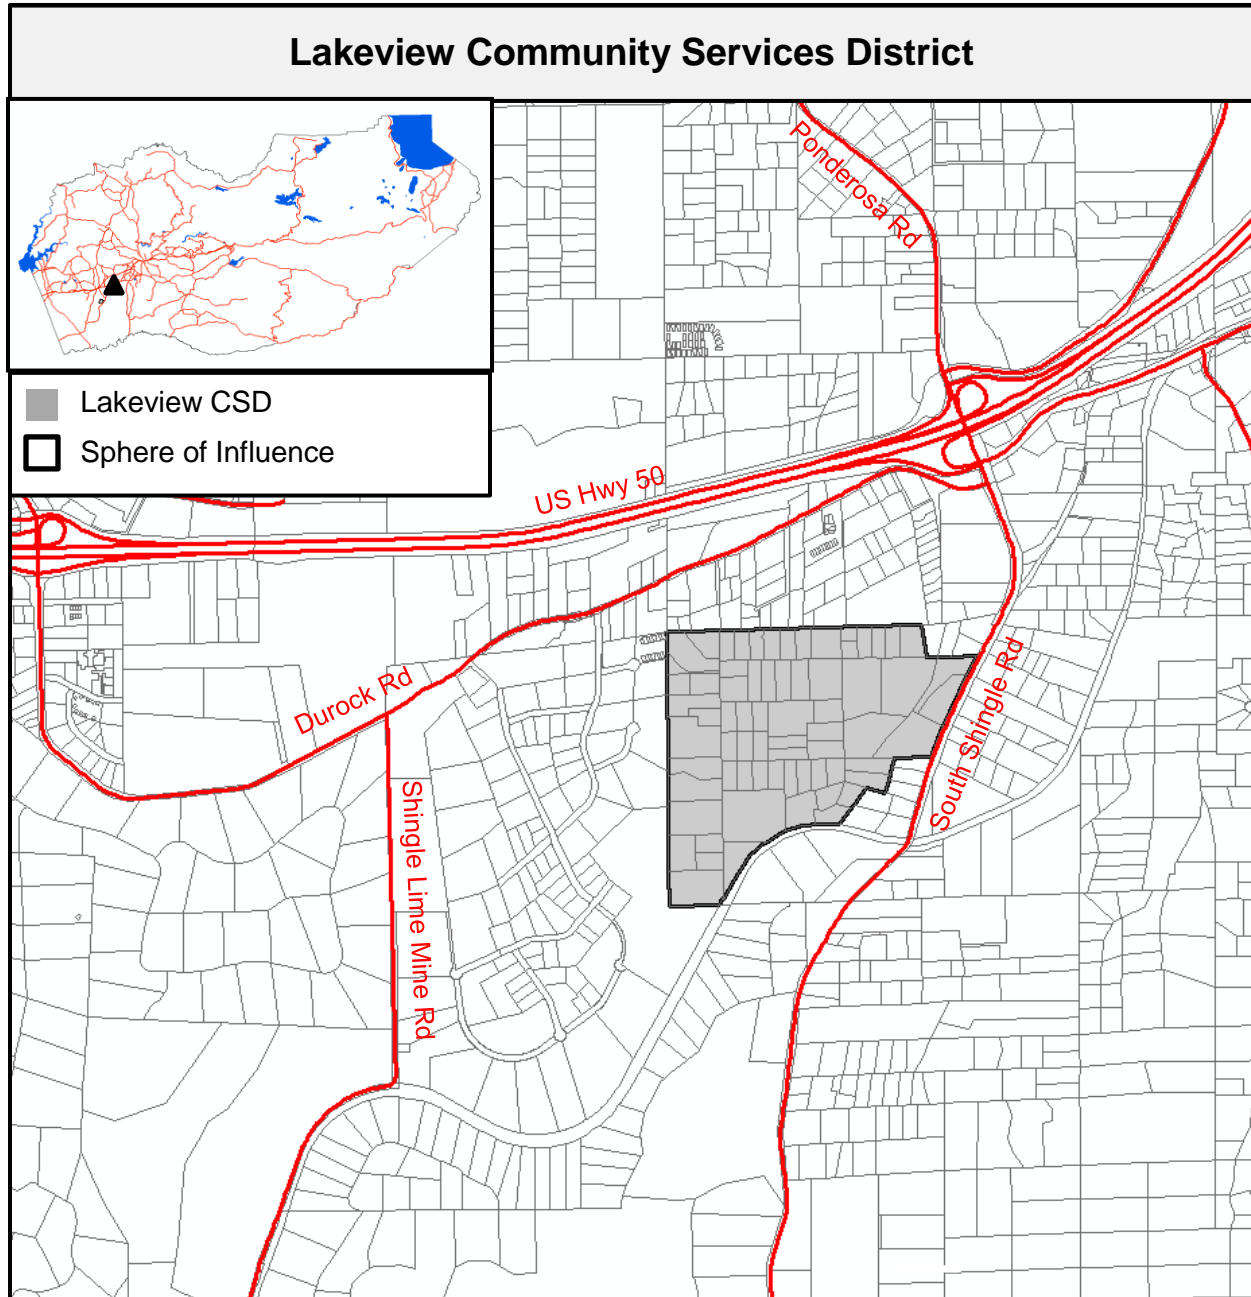 Lakeview Community Services District
Ponderosa Rd
Lakeview CSD
Sphere of Influence
US Hwy 50
Durock Rd
South Shingle Rd
Shingle Lime Mine Rd